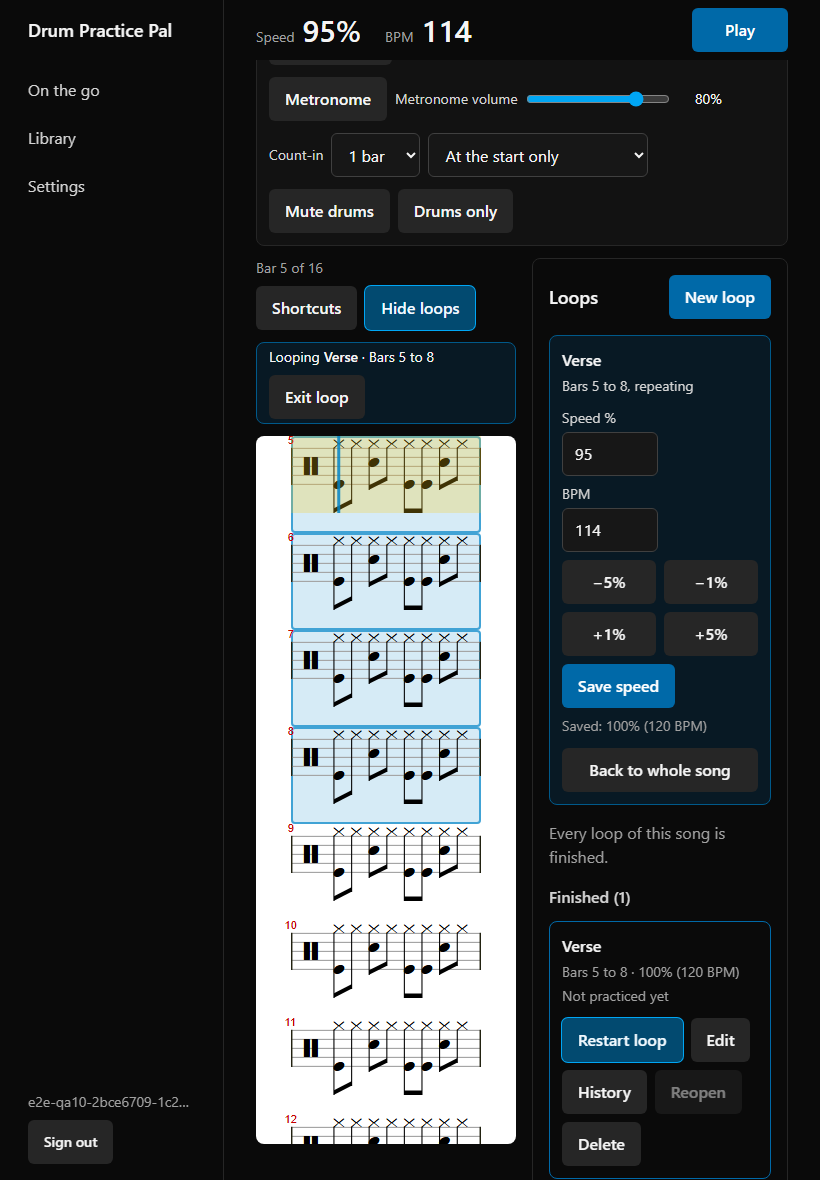 Drum Practice Pal
On the go
Library
Settings
e2e-qa10-2bce6709-1c2...
Sign out
Speed 95% BPM 114
Play
Metronome Metronome volume 80%
Count-in 1 bar At the start only
Mute drums Drums only
Bar 5 of 16
Shortcuts Hide loops
Looping Verse · Bars 5 to 8
Exit loop
5
6
7
8
9
10
11
12
Loops New loop
Verse
Bars 5 to 8, repeating
Speed %
95
BPM
114
−5% −1%
+1% +5%
Save speed
Saved: 100% (120 BPM)
Back to whole song
Every loop of this song is
finished.
Finished (1)
Verse
Bars 5 to 8 · 100% (120 BPM)
Not practiced yet
Restart loop Edit
History Reopen
Delete